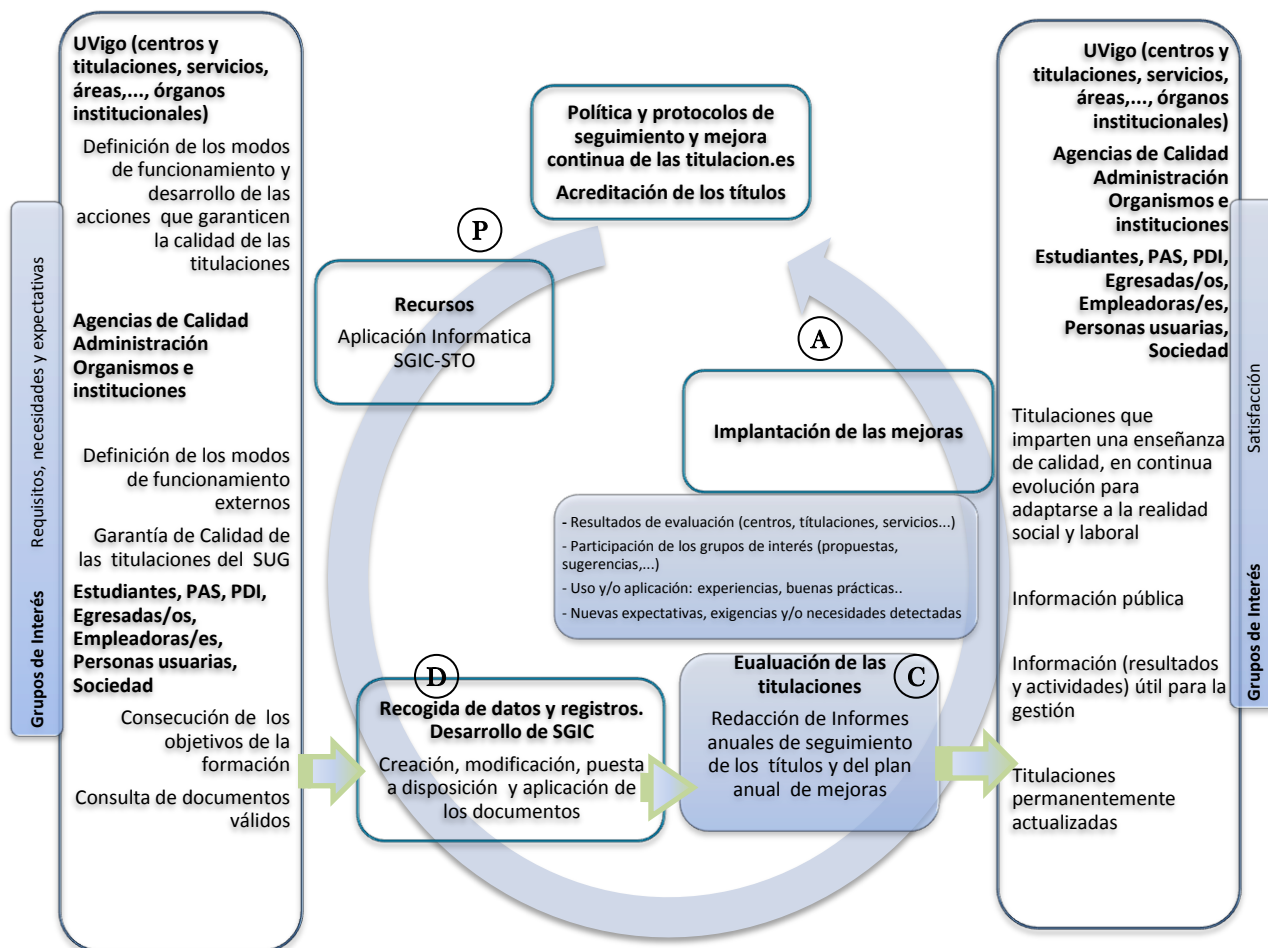 UVigo (centros y
titulaciones, servicios,
áreas,..., órganos
institucionales)
Definición de los modos
de funcionamiento y
desarrollo de las
acciones que garanticen
la calidad de las
titulaciones
Agencias de Calidad
Administración
Organismos e
instituciones
Definición de los modos
de funcionamiento
externos
Garantía de Calidad de
las titulaciones del SUG
Estudiantes, PAS, PDI,
Egresadas/os,
Empleadoras/es,
Personas usuarias,
Sociedad
Consecución de los
objetivos de la
formación
Consulta de documentos
válidos
Grupos de Interés
Requisitos, necesidades y expectativas
Política y protocolos de
seguimiento y mejora
continua de las titulacion.es
Acreditación de los títulos
P
Recursos
Aplicación Informatica
SGIC-STO
A
Implantación de las mejoras
- Resultados de evaluación (centros, títulaciones, servicios...)
- Participación de los grupos de interés (propuestas,
sugerencias,...)
- Uso y/o aplicación: experiencias, buenas prácticas..
- Nuevas expectativas, exigencias y/o necesidades detectadas
D
Recogida de datos y registros.
Desarrollo de SGIC
Creación, modificación, puesta
a disposición y aplicación de
los documentos
C
Eualuación de las
titulaciones
Redacción de Informes
anuales de seguimiento
de los títulos y del plan
anual de mejoras
UVigo (centros y
titulaciones, servicios,
áreas,..., órganos
institucionales)
Agencias de Calidad
Administración
Organismos e
instituciones
Estudiantes, PAS, PDI,
Egresadas/os,
Empleadoras/es,
Personas usuarias,
Sociedad
Titulaciones que
imparten una enseñanza
de calidad, en continua
evolución para
adaptarse a la realidad
social y laboral
Información pública
Información (resultados
y actividades) útil para la
gestión
Titulaciones
permanentemente
actualizadas
Grupos de Interés
Satisfacción